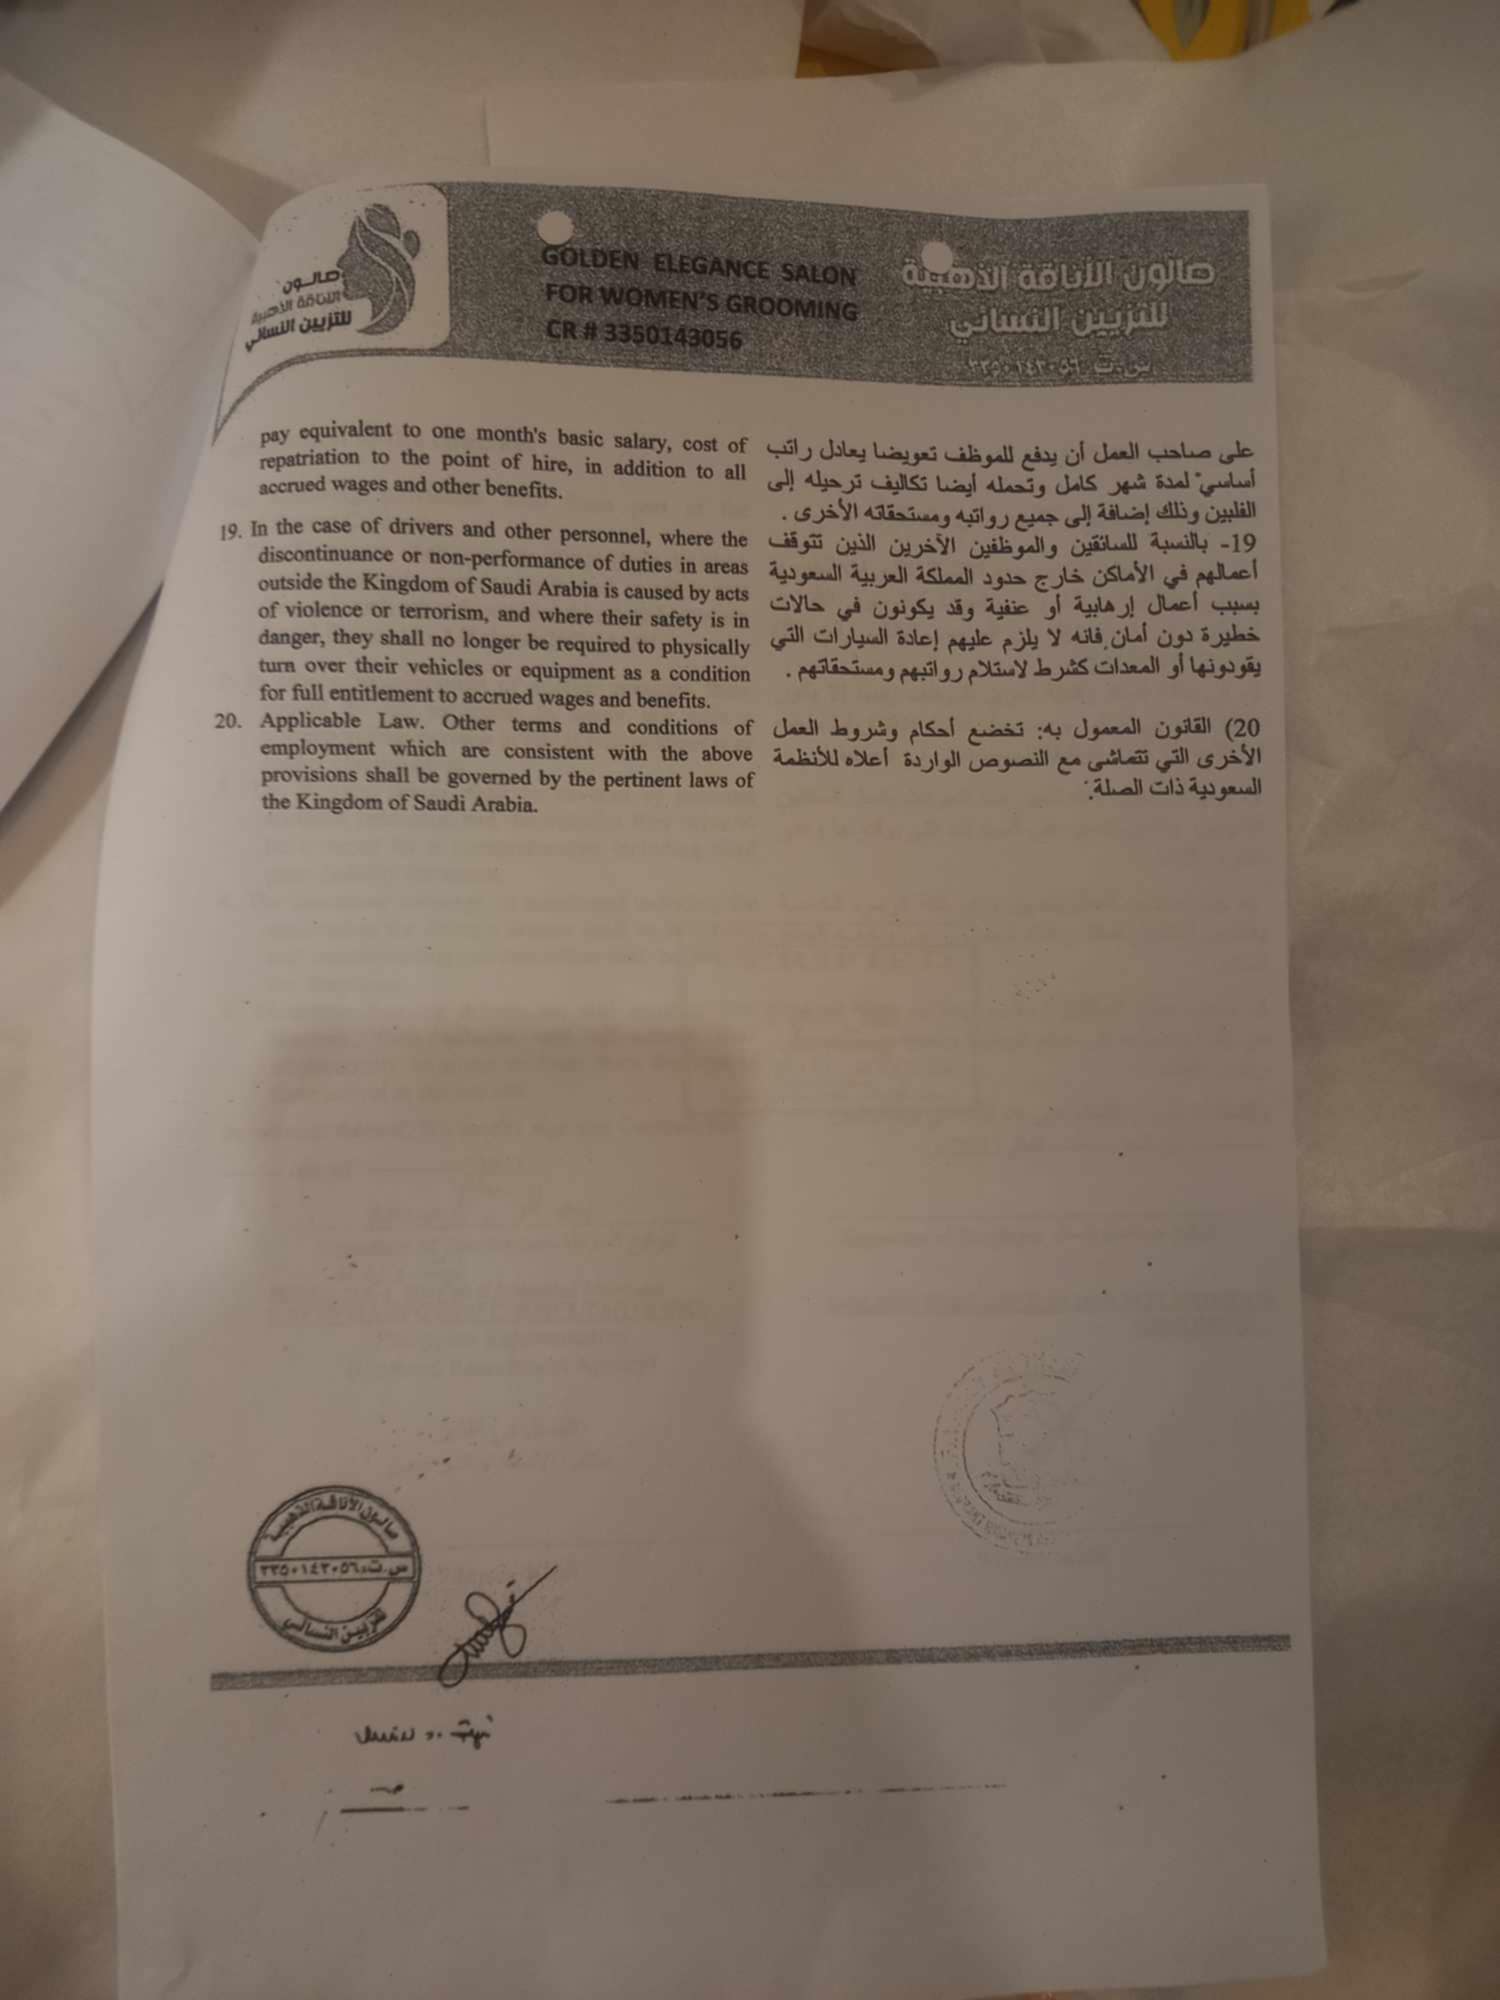 صالون
الأناقة الذهبية
للتزيين النسائي
GOLDEN ELEGANCE SALON
FOR WOMEN'S GROOMING
CR # 3350143056
صالون الأناقة الذهبية
للتزيين النسائي
س.ت ٣٣٥٠١٤٣٠٥٦
pay equivalent to one month's basic salary, cost of
repatriation to the point of hire, in addition to all
accrued wages and other benefits.
19. In the case of drivers and other personnel, where the
discontinuance or non-performance of duties in areas
outside the Kingdom of Saudi Arabia is caused by acts
of violence or terrorism, and where their safety is in
danger, they shall no longer be required to physically
turn over their vehicles or equipment as a condition
for full entitlement to accrued wages and benefits.
20. Applicable Law. Other terms and conditions of
employment which are consistent with the above
provisions shall be governed by the pertinent laws of
the Kingdom of Saudi Arabia.
على صاحب العمل أن يدفع للموظف تعويضا يعادل راتب
أساسي لمدة شهر كامل وتحمله أيضا تكاليف ترحيله إلى
الفلبين وذلك إضافة إلى جميع رواتبه ومستحقاته الأخرى .
19- بالنسبة للسائقين والموظفين الآخرين الذين تتوقف
أعمالهم في الأماكن خارج حدود المملكة العربية السعودية
بسبب أعمال إرهابية أو عنفية وقد يكونون في حالات
خطيرة دون أمان فانه لا يلزم عليهم إعادة السيارات التي
يقودونها أو المعدات كشرط لاستلام رواتبهم ومستحقاتهم .
20) القانون المعمول به: تخضع أحكام وشروط العمل
الأخرى التي تتماشى مع النصوص الواردة أعلاه للأنظمة
السعودية ذات الصلة.
صالون الأناقة الذهبية
س.ت ٣٣٥٠١٤٣٠٥٦
للتزيين النسائي